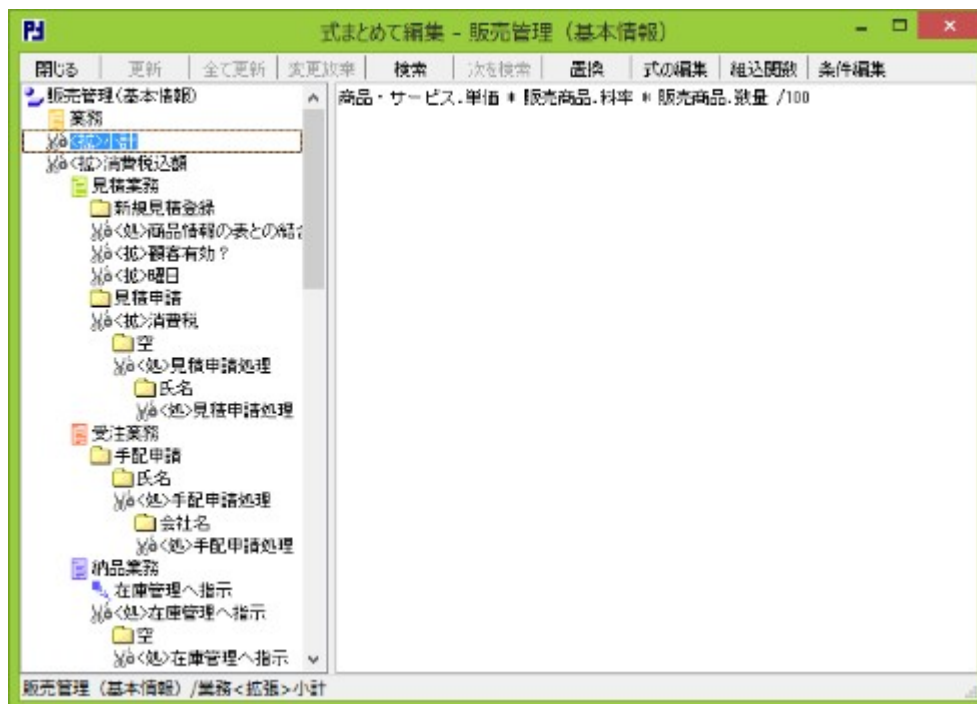 式まとめて編集 - 販売管理（基本情報）
閉じる 更新 全て更新 変更放棄 検索 次を検索 置換 式の編集 組込関数 条件編集
販売管理(基本情報)
商品・サービス.単価 * 販売商品.料率 * 販売商品.数量 /100
業務
<拡>小計
<拡>消費税込額
見積業務
新規見積登録
<処>商品情報の表との結合
<拡>顧客有効？
<拡>曜日
見積申請
<拡>消費税
空
<処>見積申請処理
氏名
<処>見積申請処理
受注業務
手配申請
氏名
<処>手配申請処理
会社名
<処>手配申請処理
納品業務
在庫管理へ指示
<処>在庫管理へ指示
空
<処>在庫管理へ指示
販売管理（基本情報）/業務<拡張>小計